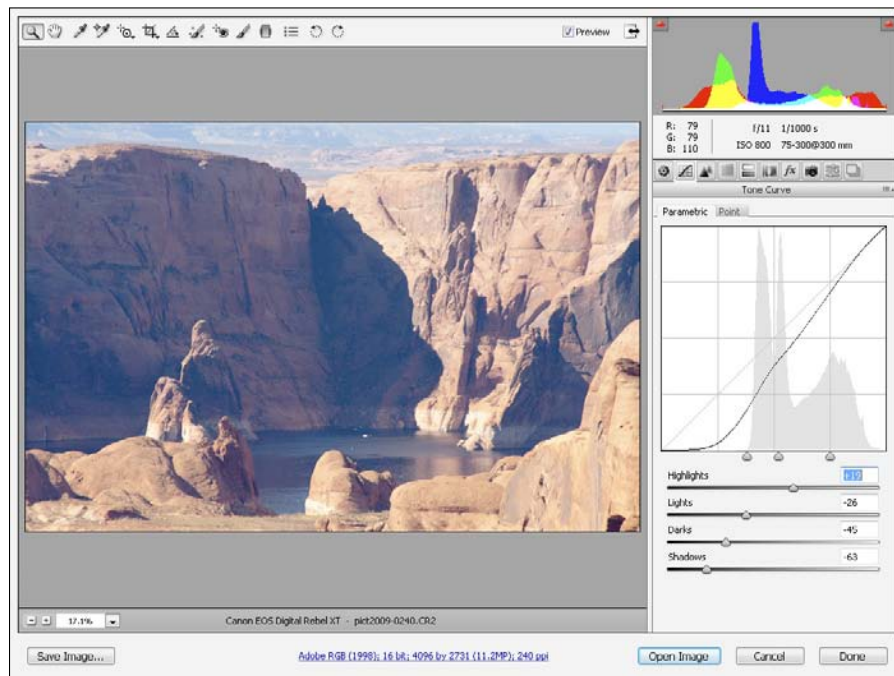 Preview
R: 79
G: 79
B: 110
f/11 1/1000 s
ISO 800 75-300@300 mm
fx
Tone Curve
Parametric Point
Highlights +19
Lights -26
Darks -45
Shadows -63
17.1% Canon EOS Digital Rebel XT - pict2009-0240.CR2
Save Image... Adobe RGB (1998); 16 bit; 4096 by 2731 (11.2MP); 240 ppi Open Image Cancel Done